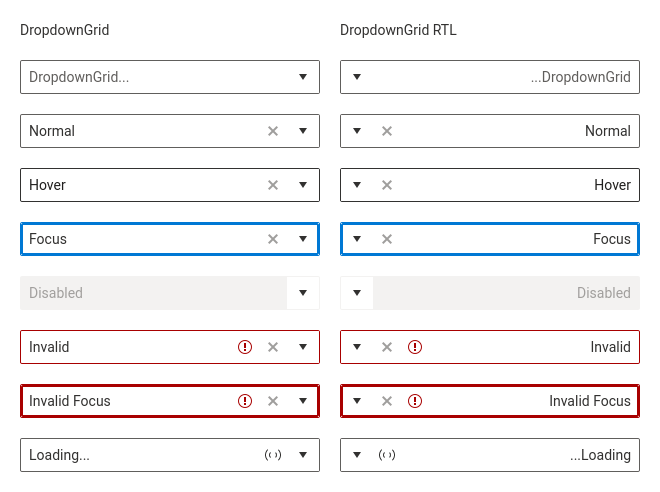 DropdownGrid DropdownGrid RTL
DropdownGrid... ...DropdownGrid
Normal Normal
Hover Hover
Focus Focus
Disabled Disabled
Invalid Invalid
Invalid Focus Invalid Focus
Loading... ...Loading